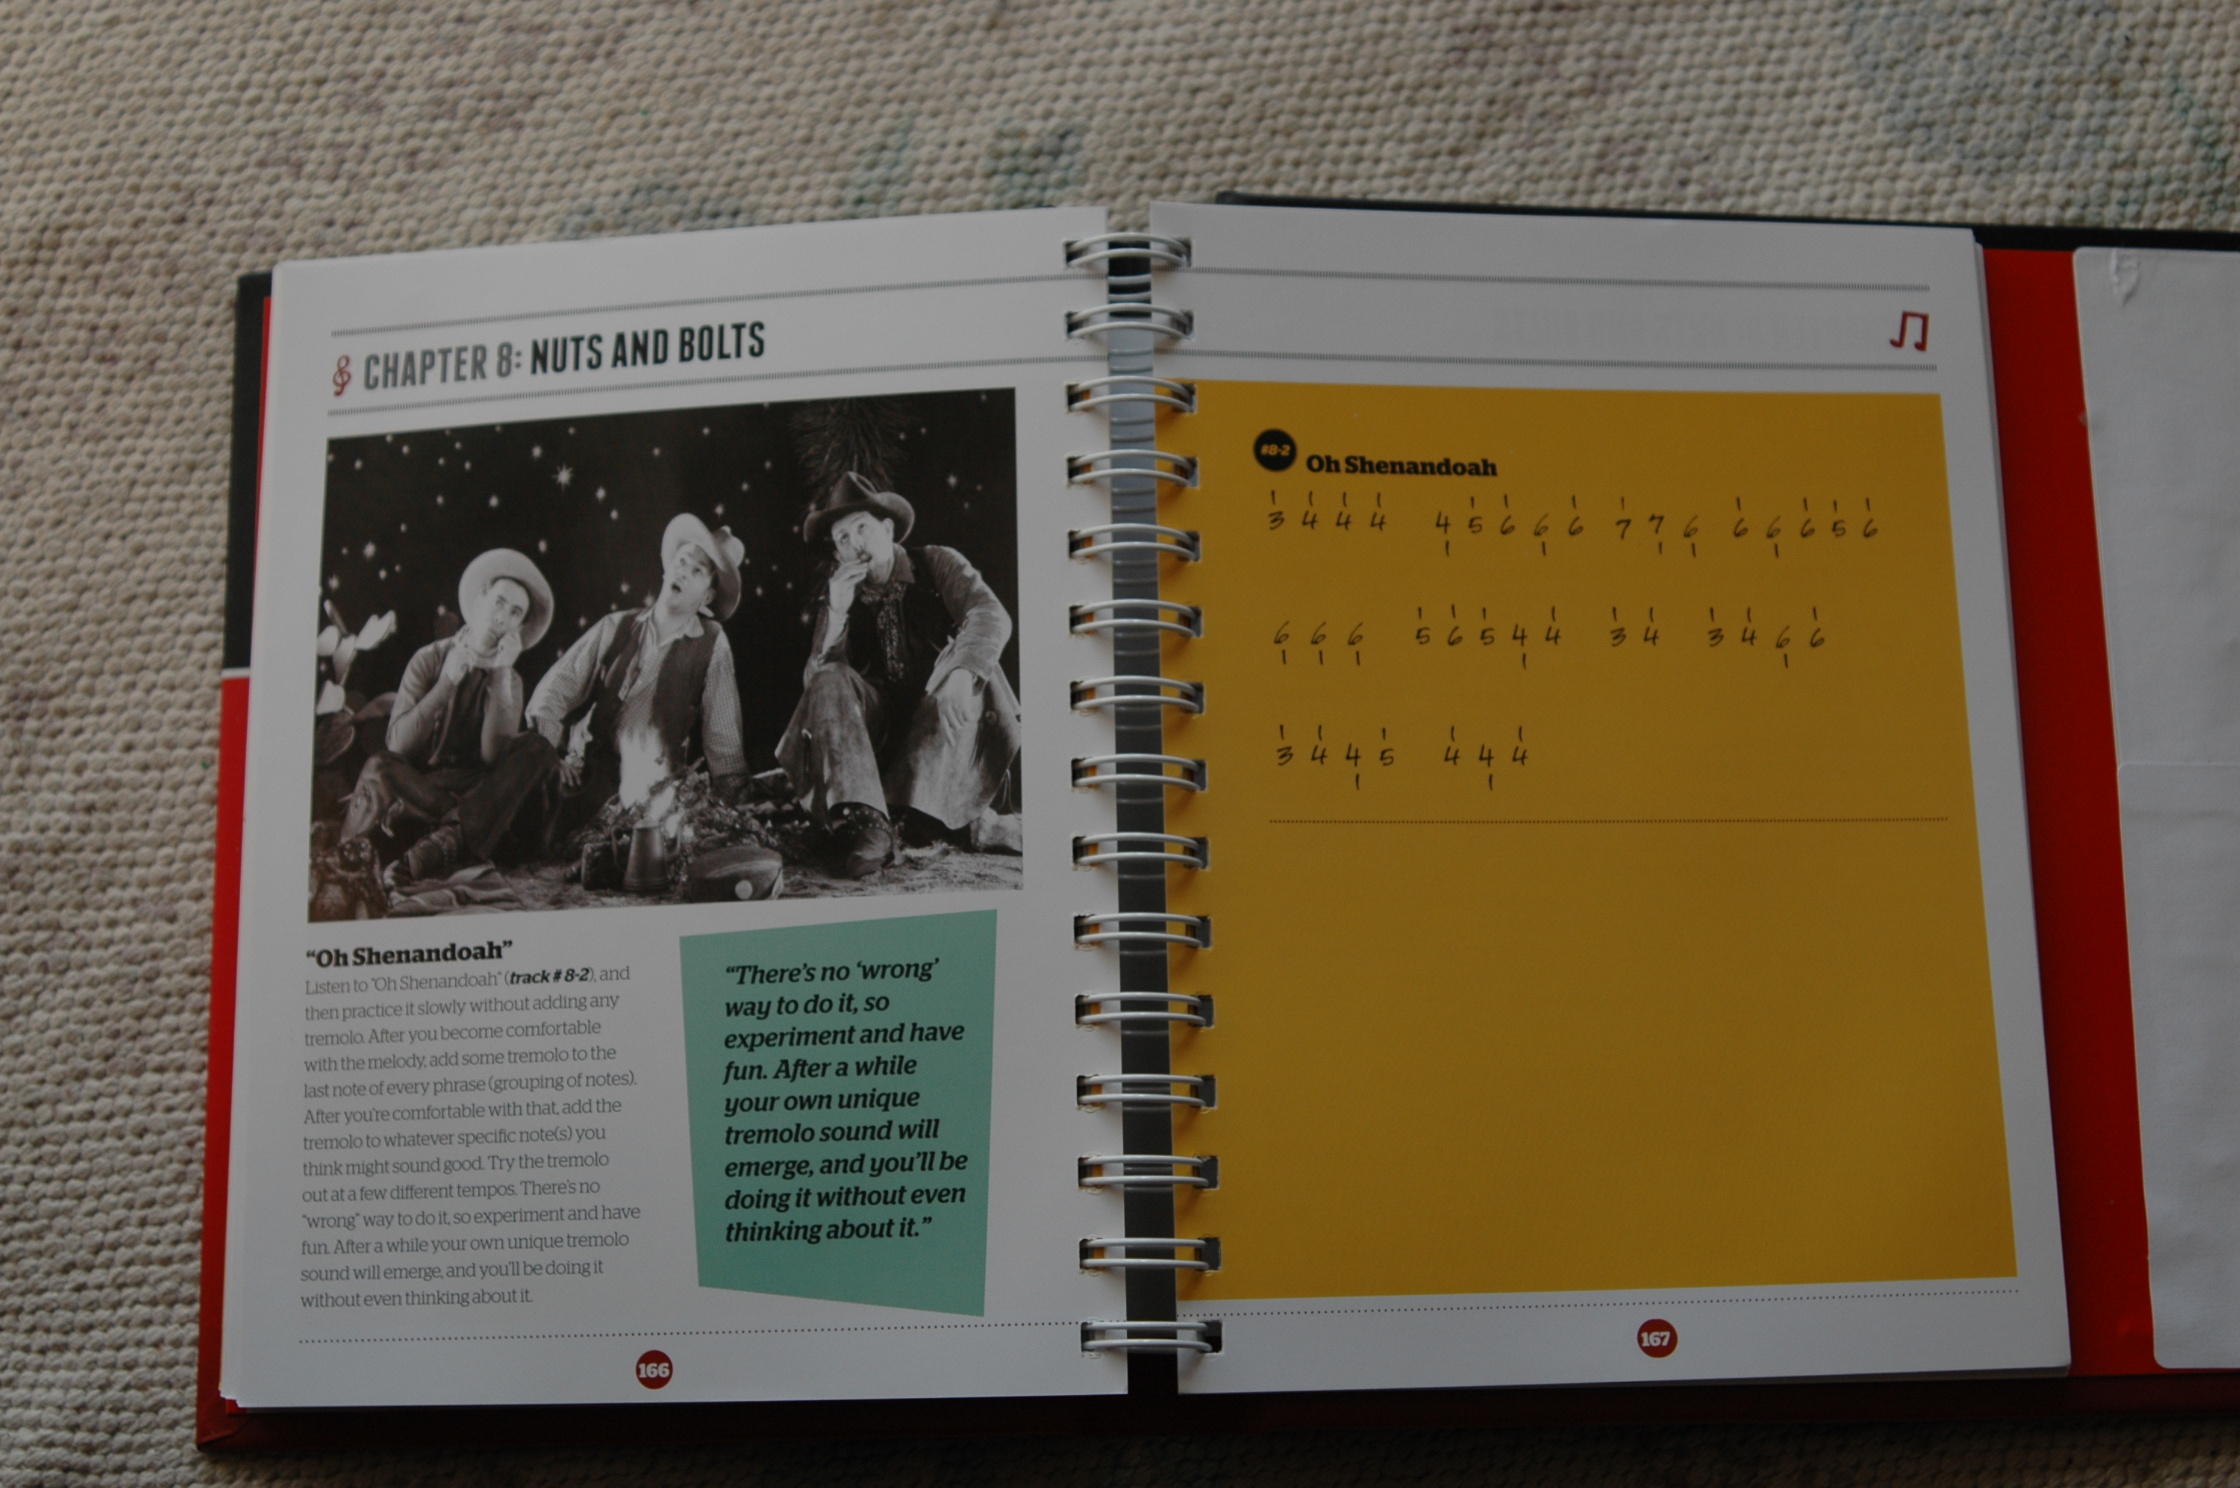 CHAPTER 8: NUTS AND BOLTS
"Oh Shenandoah"
Listen to "Oh Shenandoah" (track # 8-2), and
then practice it slowly without adding any
tremolo. After you become comfortable
with the melody, add some tremolo to the
last note of every phrase (grouping of notes).
After you're comfortable with that, add the
tremolo to whatever specific note(s) you
think might sound good. Try the tremolo
out at a few different tempos. There's no
"wrong" way to do it, so experiment and have
fun. After a while your own unique tremolo
sound will emerge, and you'll be doing it
without even thinking about it.
"There's no 'wrong'
way to do it, so
experiment and have
fun. After a while
your own unique
tremolo sound will
emerge, and you'll be
doing it without even
thinking about it."
166
#8-2 Oh Shenandoah
3 4 4 4 4 5 6 6 6 7 7 6 6 6 6 5 6
6 6 6 5 6 5 4 4 3 4 3 4 6 6
3 4 4 5 4 4 4
167